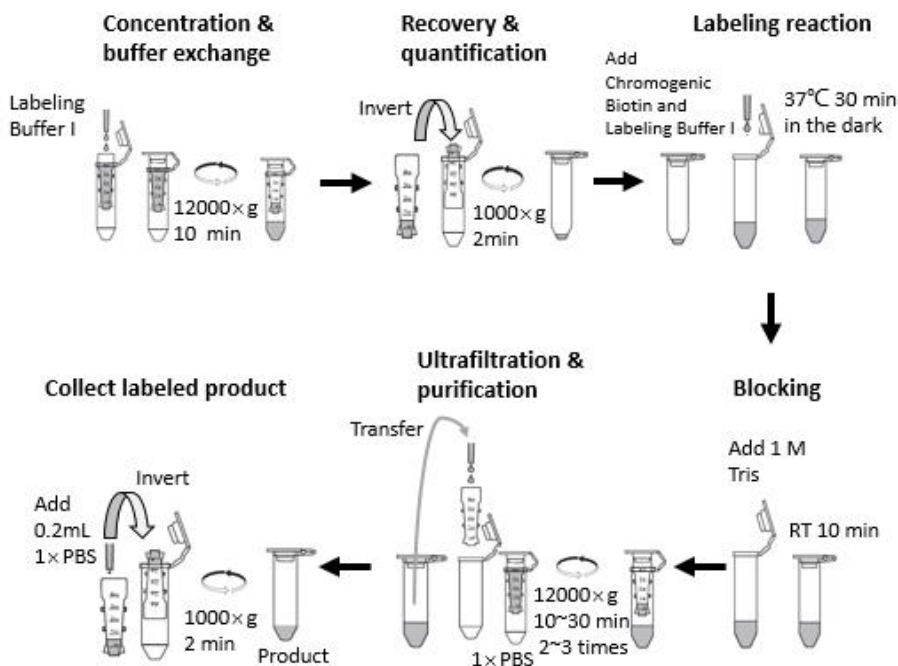 Concentration &
buffer exchange
Labeling
Buffer I
12000×g
10 min
Recovery &
quantification
Invert
1000×g
2min
Labeling reaction
Add
Chromogenic
Biotin and
Labeling Buffer I
37℃ 30 min
in the dark
Blocking
Add 1 M
Tris
RT 10 min
Ultrafiltration &
purification
Transfer
1×PBS
12000×g
10~30 min
2~3 times
Collect labeled product
Add
0.2mL
1×PBS
Invert
1000×g
2 min
Product